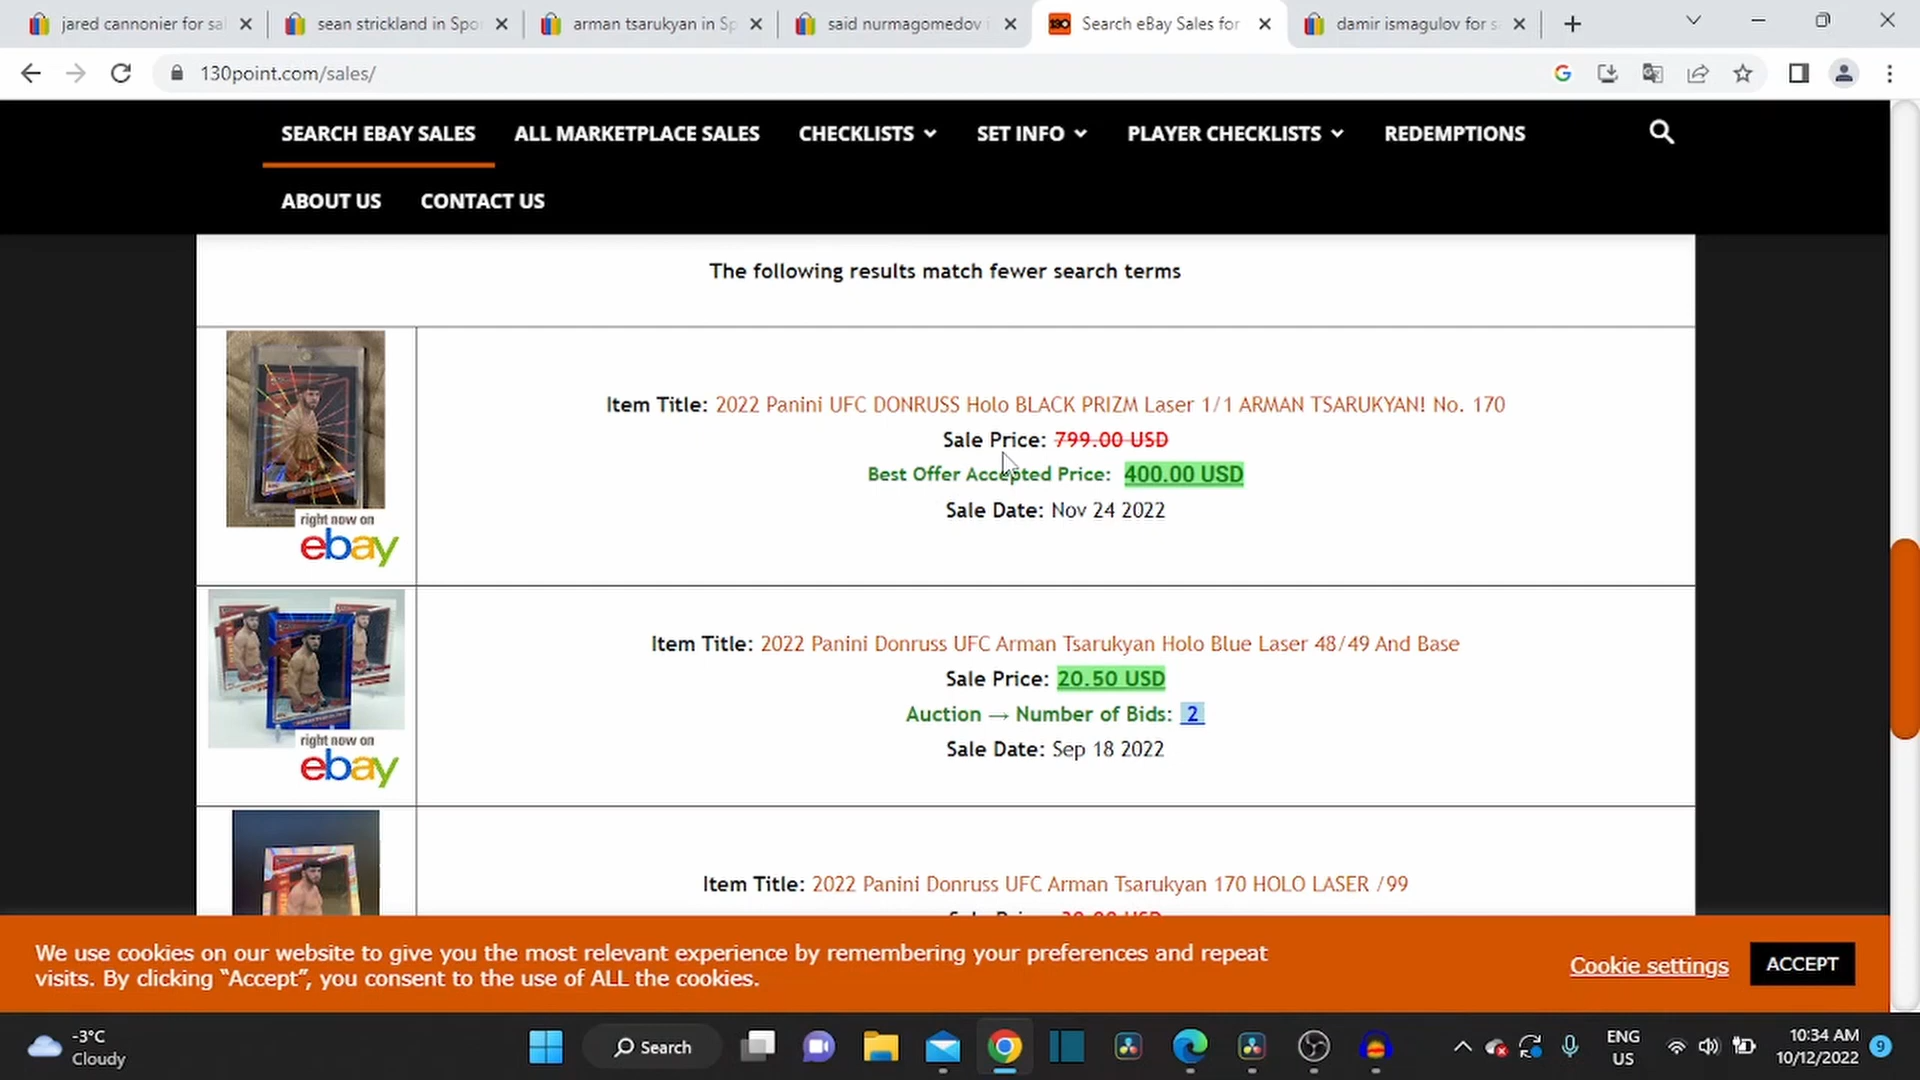 jared cannonier for sal
sean strickland in Spo
arman tsarukyan in Sp
said nurmagomedov i
Search eBay Sales for
damir ismagulov for s
130point.com/sales/
SEARCH EBAY SALES
ALL MARKETPLACE SALES
CHECKLISTS
SET INFO
PLAYER CHECKLISTS
REDEMPTIONS
ABOUT US
CONTACT US
The following results match fewer search terms
Item Title: 2022 Panini UFC DONRUSS Holo BLACK PRIZM Laser 1/1 ARMAN TSARUKYAN! No. 170
Sale Price: 799.00 USD
Best Offer Accepted Price: 400.00 USD
Sale Date: Nov 24 2022
right now on
ebay
Item Title: 2022 Panini Donruss UFC Arman Tsarukyan Holo Blue Laser 48/49 And Base
Sale Price: 20.50 USD
Auction → Number of Bids: 2
Sale Date: Sep 18 2022
right now on
ebay
Item Title: 2022 Panini Donruss UFC Arman Tsarukyan 170 HOLO LASER /99
We use cookies on our website to give you the most relevant experience by remembering your preferences and repeat
visits. By clicking “Accept”, you consent to the use of ALL the cookies.
Cookie settings
ACCEPT
-3°C
Cloudy
Search
ENG
US
10:34 AM
10/12/2022
9